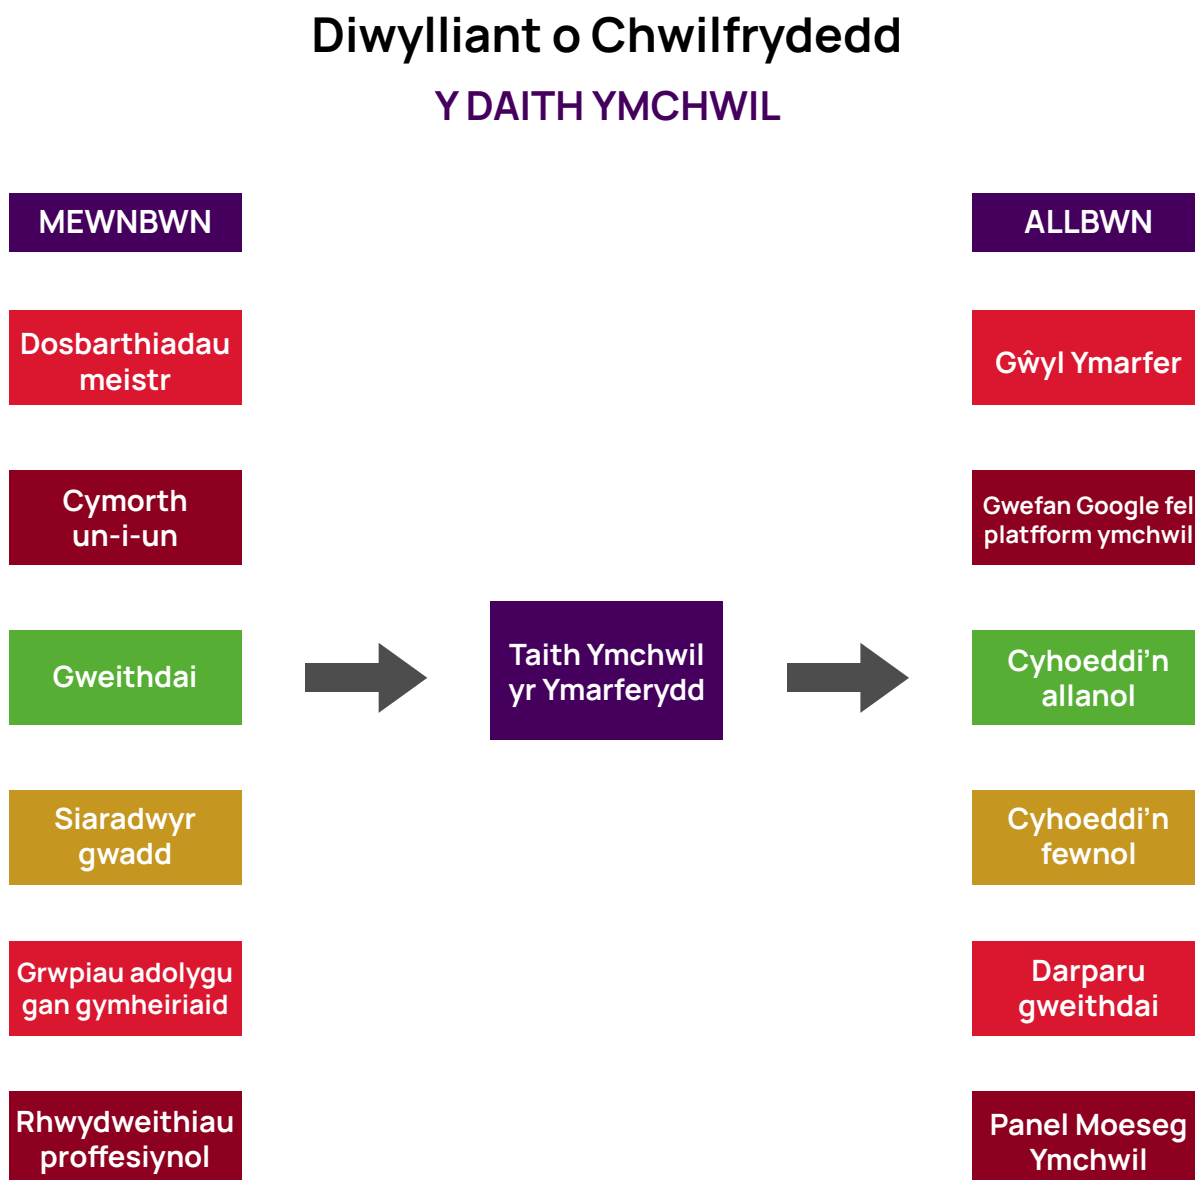 Diwylliant o Chwilfrydedd
Y DAITH YMCHWIL
MEWNBWN
Dosbarthiadau
meistr
Cymorth
un-i-un
Gweithdai
Siaradwyr
gwadd
Grwpiau adolygu
gan gymheiriaid
Rhwydweithiau
proffesiynol
Taith Ymchwil
yr Ymarferydd
ALLBWN
Gŵyl Ymarfer
Gwefan Google fel
platfform ymchwil
Cyhoeddi’n
allanol
Cyhoeddi’n
fewnol
Darparu
gweithdai
Panel Moeseg
Ymchwil